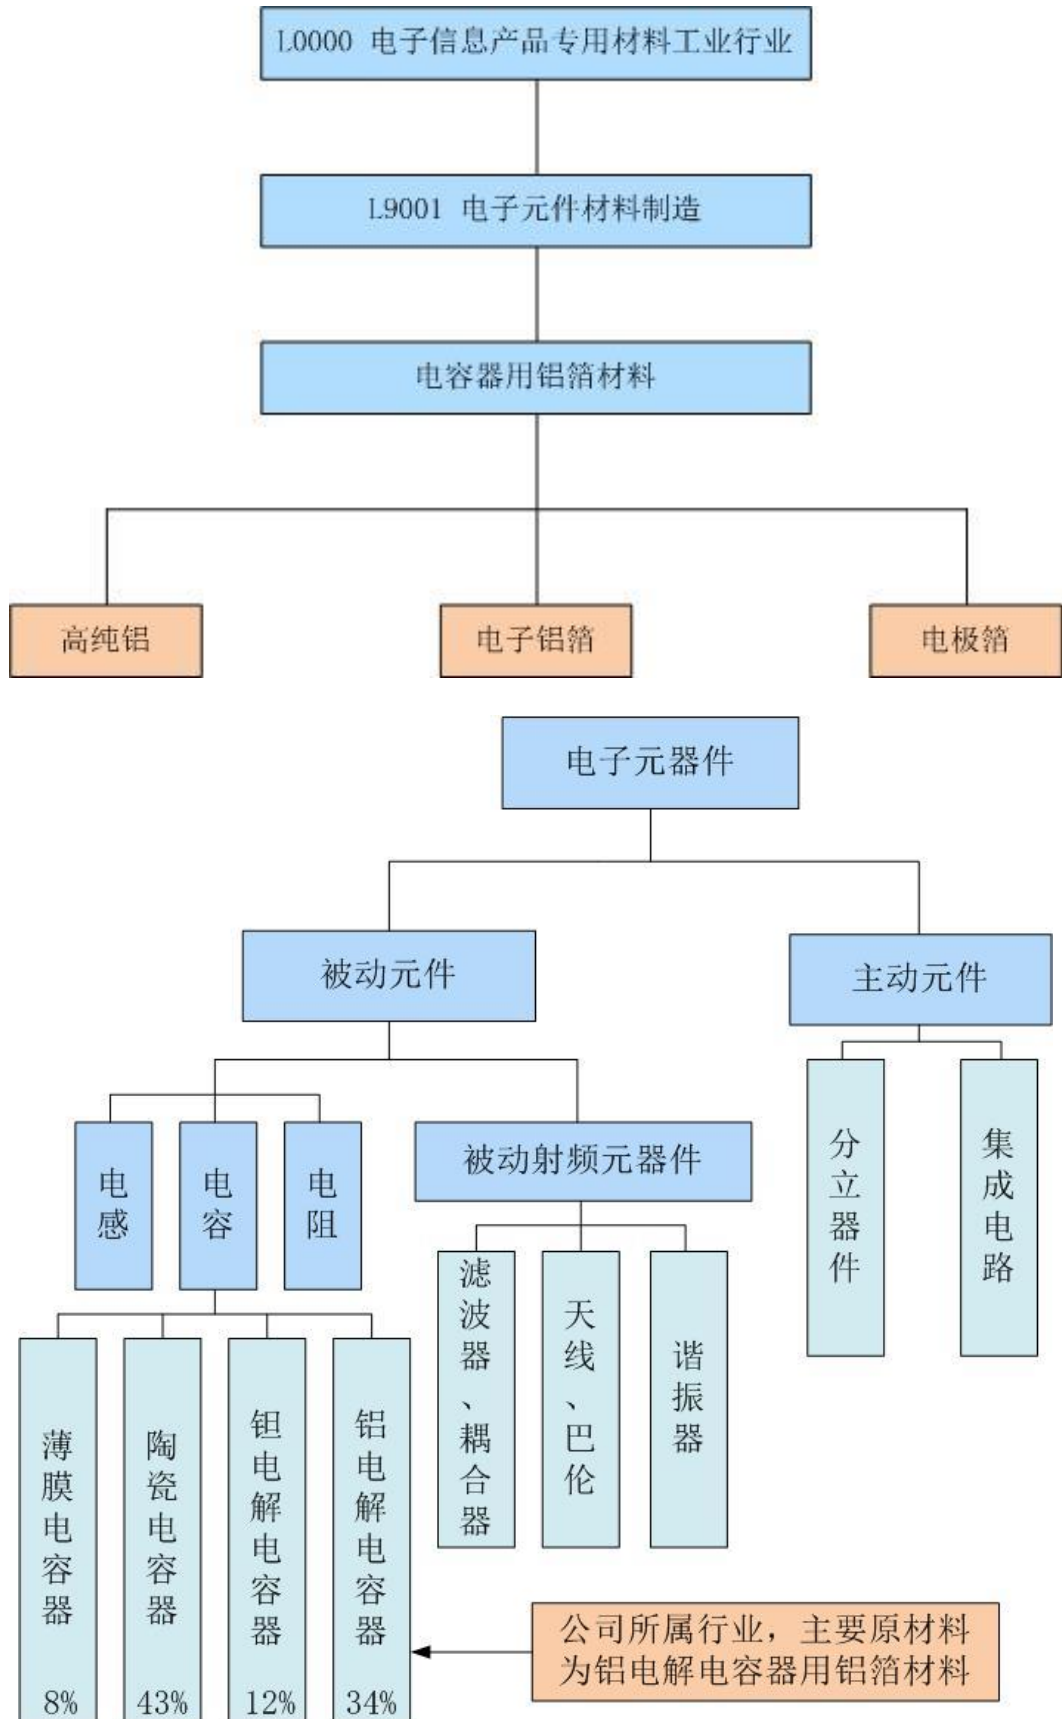 L0000 电子信息产品专用材料工业行业
L9001 电子元件材料制造
电容器用铝箔材料
高纯铝
电子铝箔
电极箔
电子元器件
被动元件
主动元件
电感
电容
电阻
被动射频元器件
分立器件
集成电路
滤波器、耦合器
天线、巴伦
谐振器
薄膜电容器
8%
陶瓷电容器
43%
钽电解电容器
12%
铝电解电容器
34%
公司所属行业，主要原材料
为铝电解电容器用铝箔材料